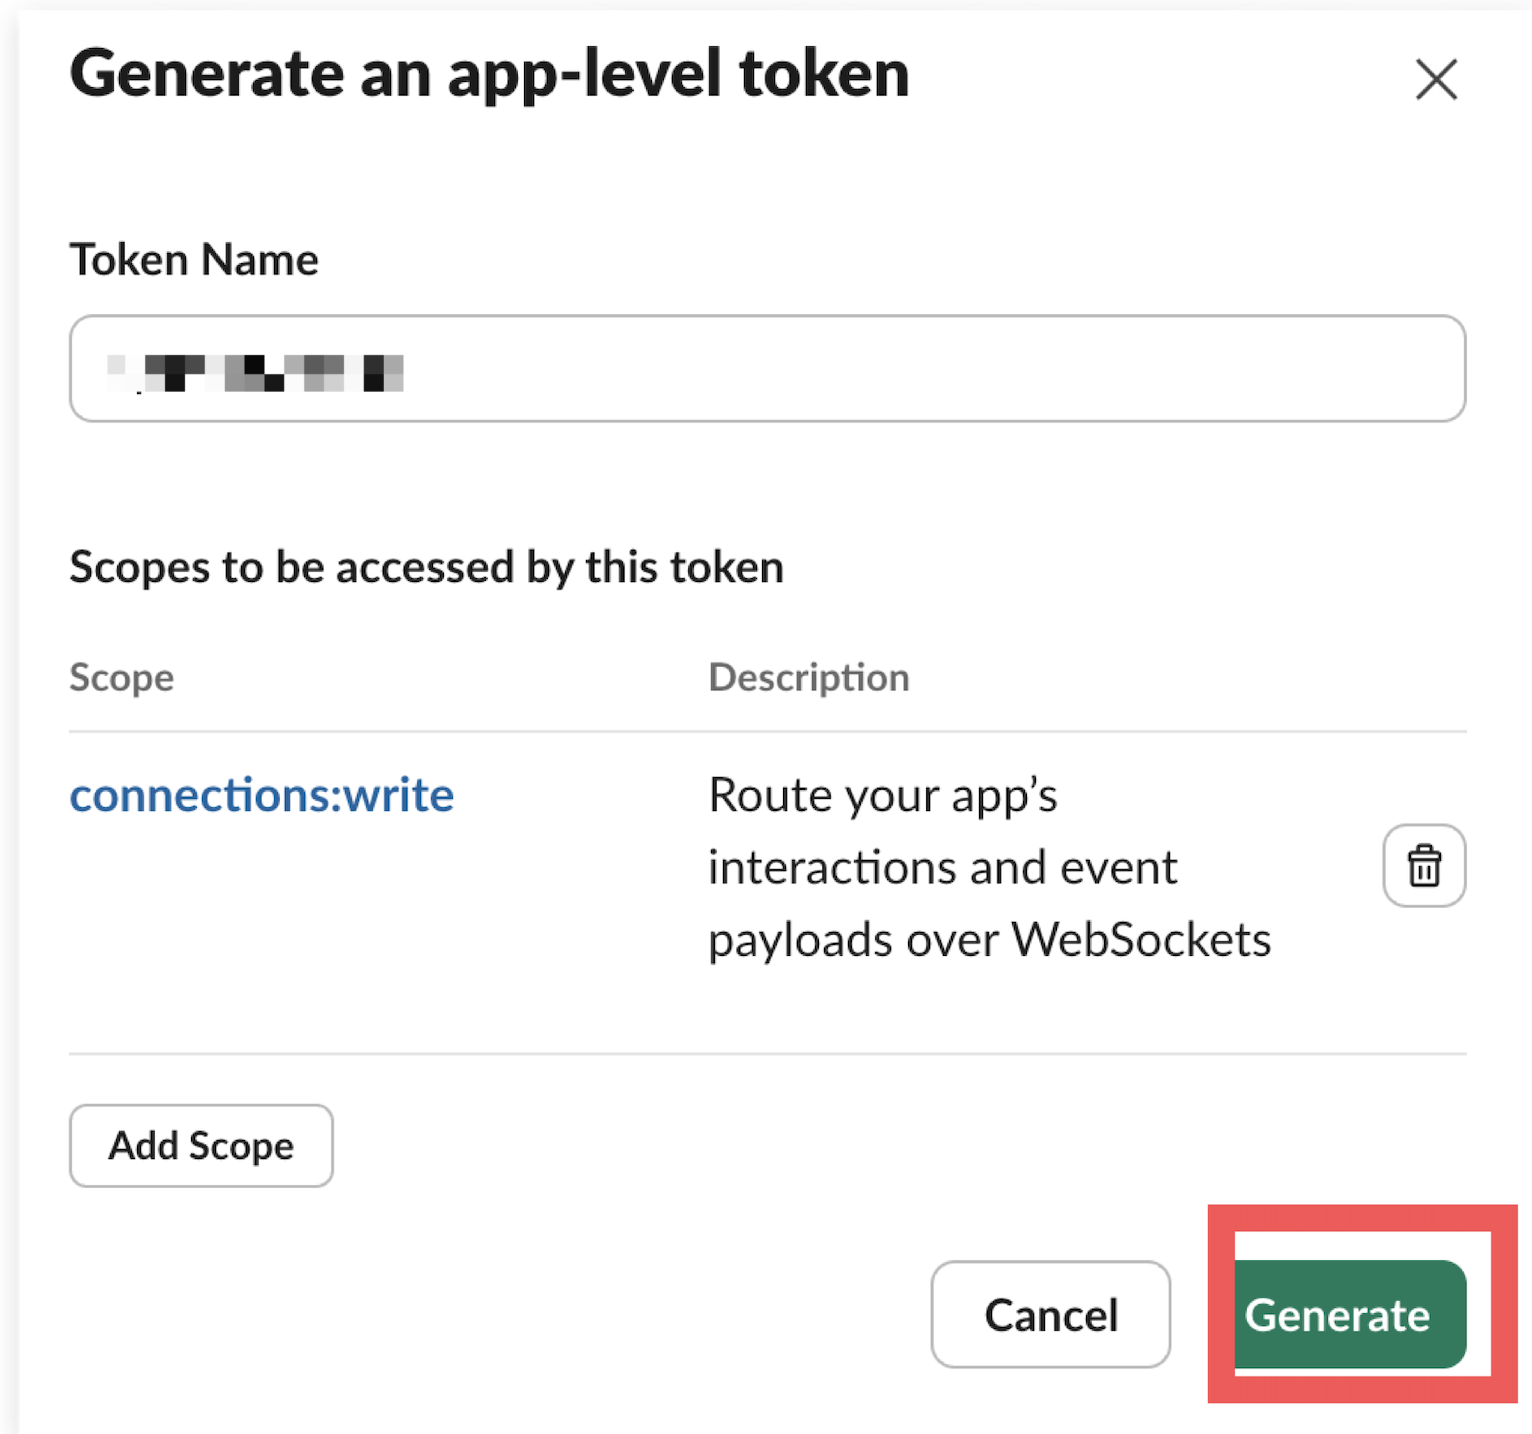 Generate an app-level token
Token Name
Scopes to be accessed by this token
Scope Description
connections:write Route your app’s
interactions and event
payloads over WebSockets
Add Scope
Cancel Generate